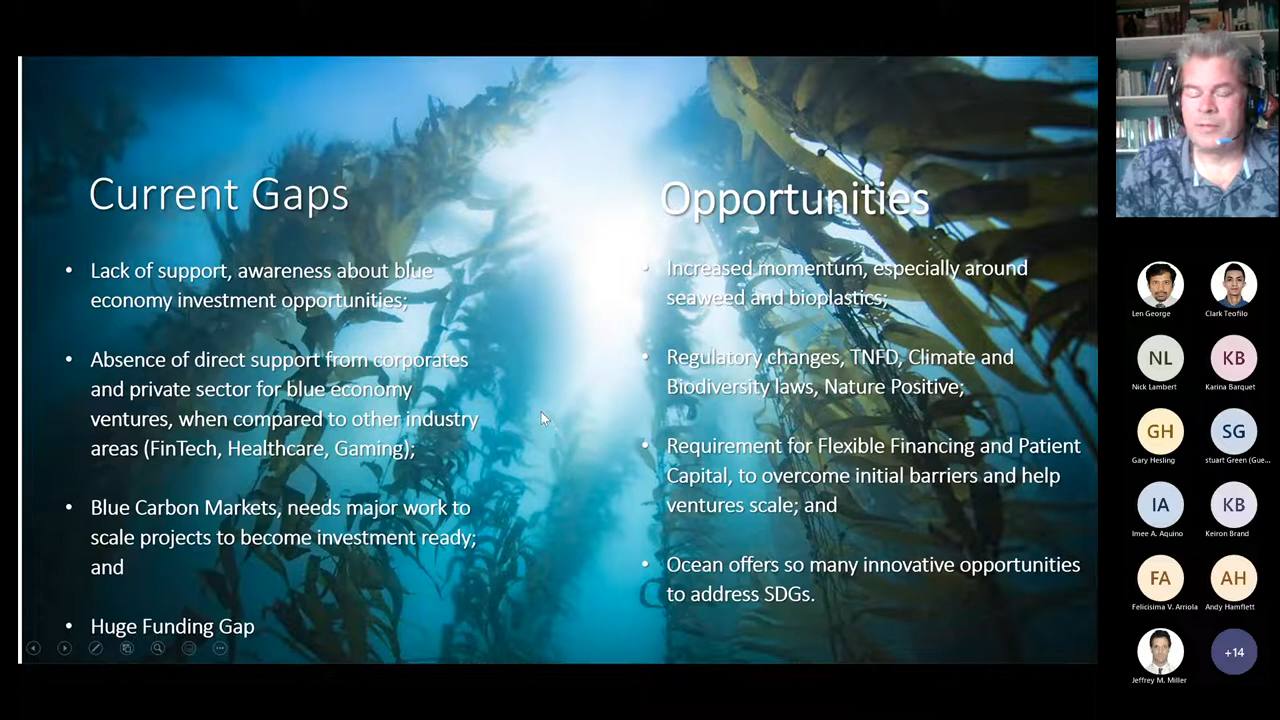 Current Gaps
• Lack of support, awareness about blue
economy investment opportunities;
• Absence of direct support from corporates
and private sector for blue economy
ventures, when compared to other industry
areas (FinTech, Healthcare, Gaming);
• Blue Carbon Markets, needs major work to
scale projects to become investment ready;
and
• Huge Funding Gap
Opportunities
• Increased momentum, especially around
seaweed and bioplastics;
• Regulatory changes, TNFD, Climate and
Biodiversity laws, Nature Positive;
• Requirement for Flexible Financing and Patient
Capital, to overcome initial barriers and help
ventures scale; and
• Ocean offers so many innovative opportunities
to address SDGs.
Len George
Clark Teofilo
NL
Nick Lambert
KB
Karina Barquet
GH
Gary Hesling
SG
stuart Green (Gue...
IA
Imee A. Aquino
KB
Keiron Brand
FA
Felicisima V. Arriola
AH
Andy Hamflett
Jeffrey M. Miller
+14